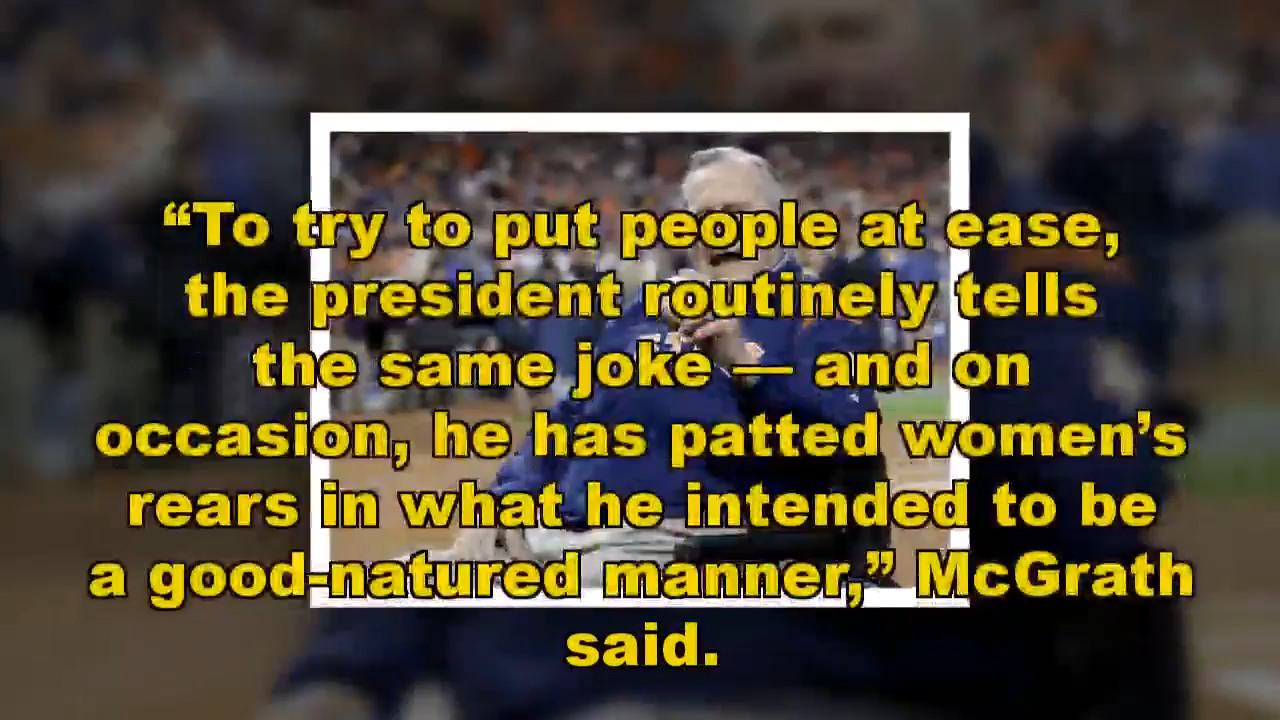 “To try to put people at ease,
the president routinely tells
the same joke — and on
occasion, he has patted women’s
rears in what he intended to be
a good-natured manner,” McGrath
said.